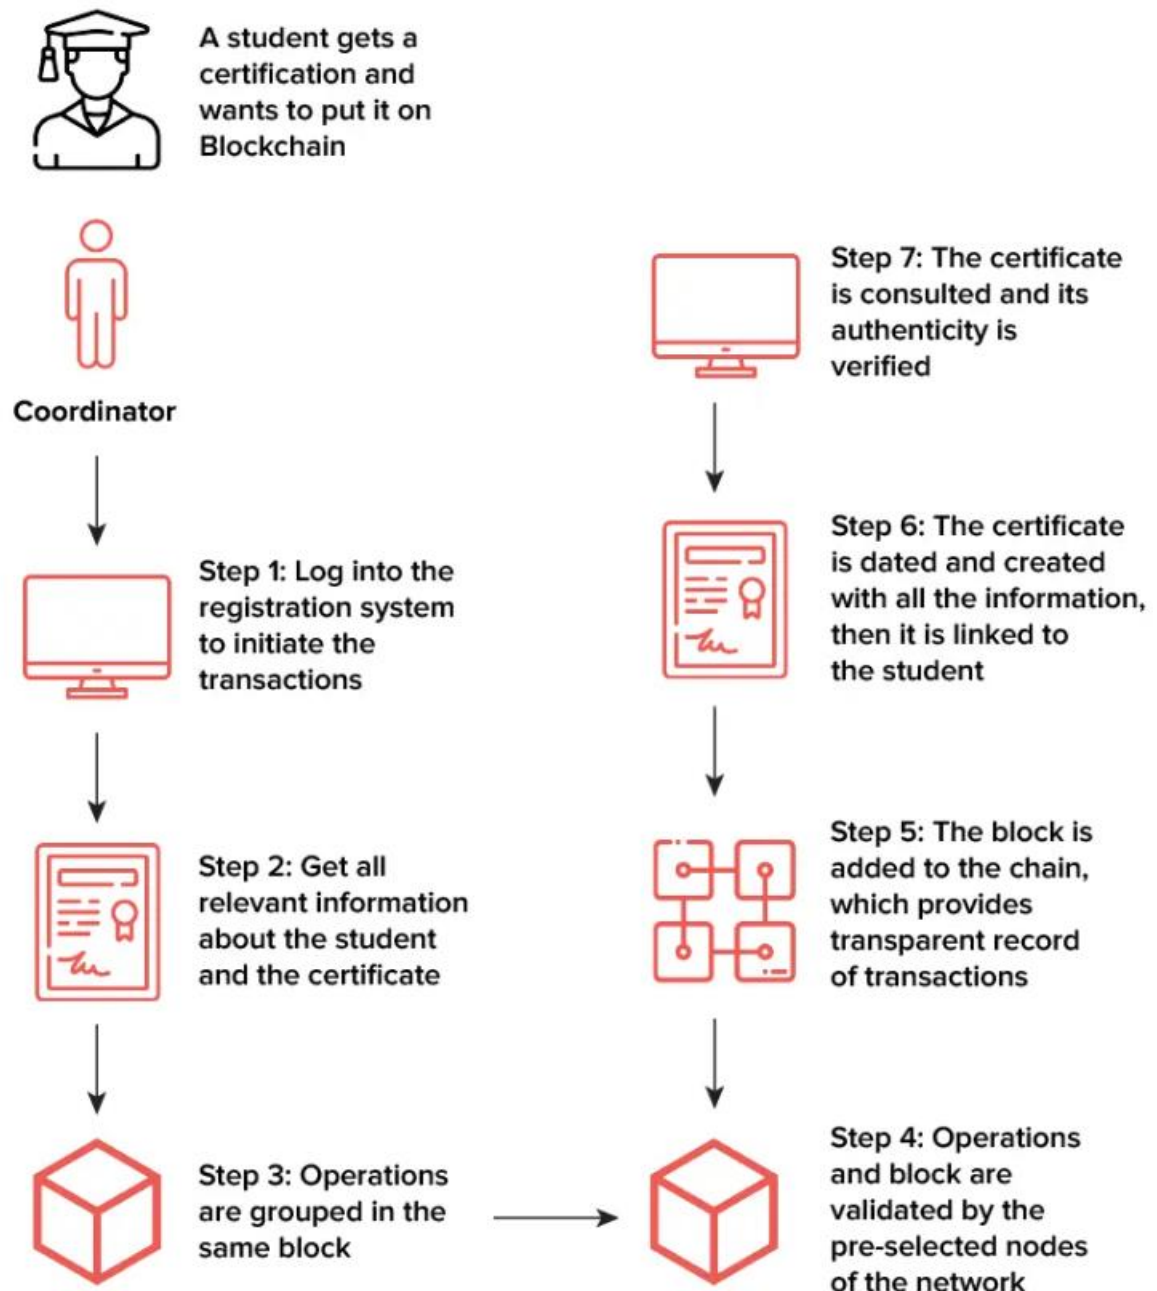 A student gets a
certification and
wants to put it on
Blockchain
Coordinator
Step 1: Log into the
registration system
to initiate the
transactions
Step 2: Get all
relevant information
about the student
and the certificate
Step 3: Operations
are grouped in the
same block
Step 4: Operations
and block are
validated by the
pre-selected nodes
of the network
Step 5: The block is
added to the chain,
which provides
transparent record
of transactions
Step 6: The certificate
is dated and created
with all the information,
then it is linked to
the student
Step 7: The certificate
is consulted and its
authenticity is
verified